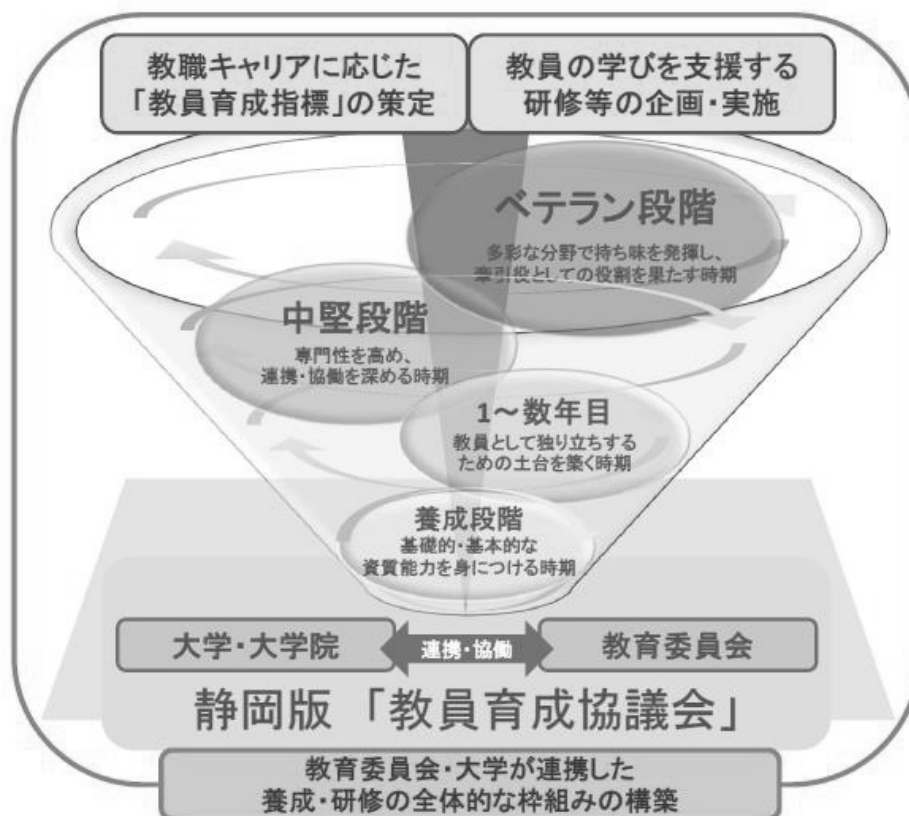 教職キャリアに応じた
「教員育成指標」の策定
教員の学びを支援する
研修等の企画・実施
ベテラン段階
多彩な分野で持ち味を発揮し、
牽引役としての役割を果たす時期
中堅段階
専門性を高め、
連携・協働を深める時期
1～数年目
教員として独り立ちする
ための土台を築く時期
養成段階
基礎的・基本的な
資質能力を身につける時期
大学・大学院
連携・協働
教育委員会
静岡版「教員育成協議会」
教育委員会・大学が連携した
養成・研修の全体的な枠組みの構築